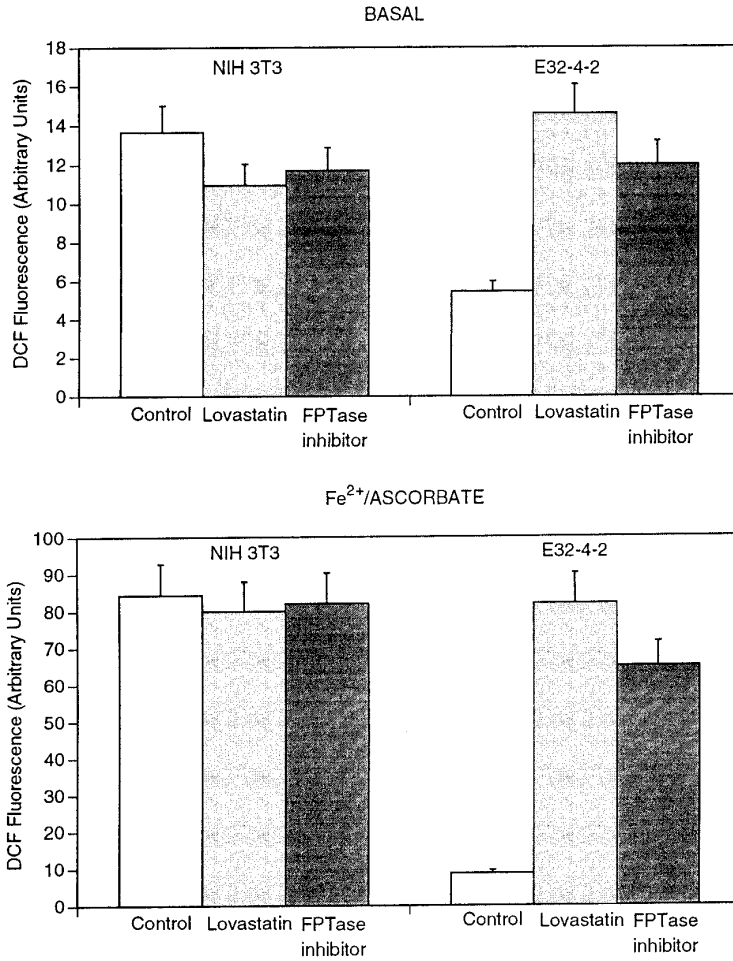 BASAL
DCF Fluorescence (Arbitrary Units)
18
16
14
12
10
8
6
4
2
0
NIH 3T3
E32-4-2
Control
Lovastatin
FPTase
inhibitor
Control
Lovastatin
FPTase
inhibitor
Fe²⁺/ASCORBATE
DCF Fluorescence (Arbitrary Units)
100
90
80
70
60
50
40
30
20
10
0
NIH 3T3
E32-4-2
Control
Lovastatin
FPTase
inhibitor
Control
Lovastatin
FPTase
inhibitor